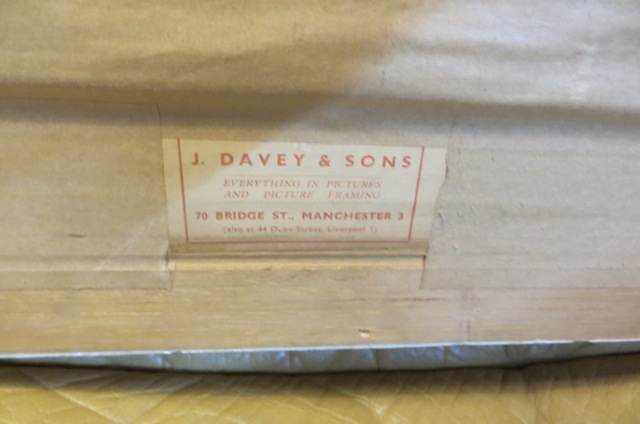 J. DAVEY & SONS
EVERYTHING IN PICTURES
AND PICTURE FRAMING
70 BRIDGE ST., MANCHESTER 3
(also at 44 Duke Street, Liverpool 1)